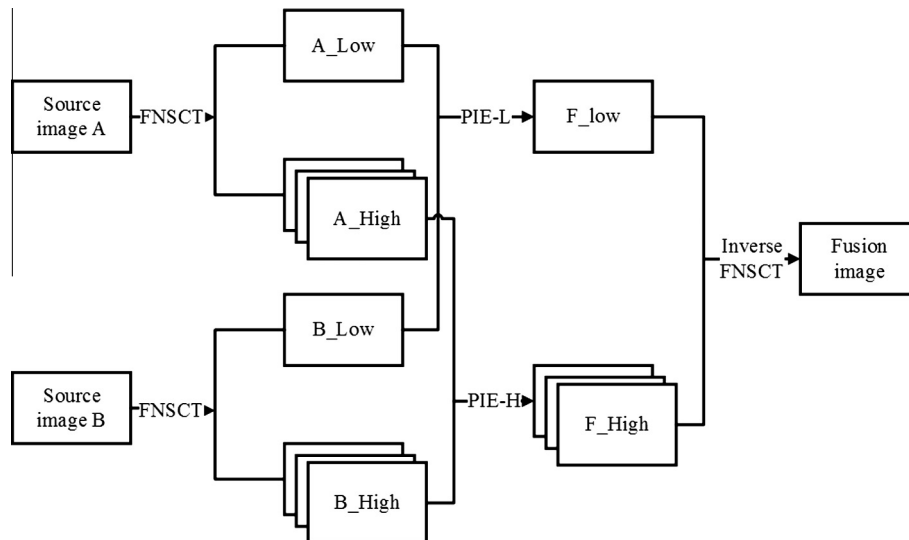 Source
image A
FNSCT
A_Low
A_High
PIE-L
F_low
Source
image B
FNSCT
B_Low
B_High
PIE-H
F_High
Inverse
FNSCT
Fusion
image